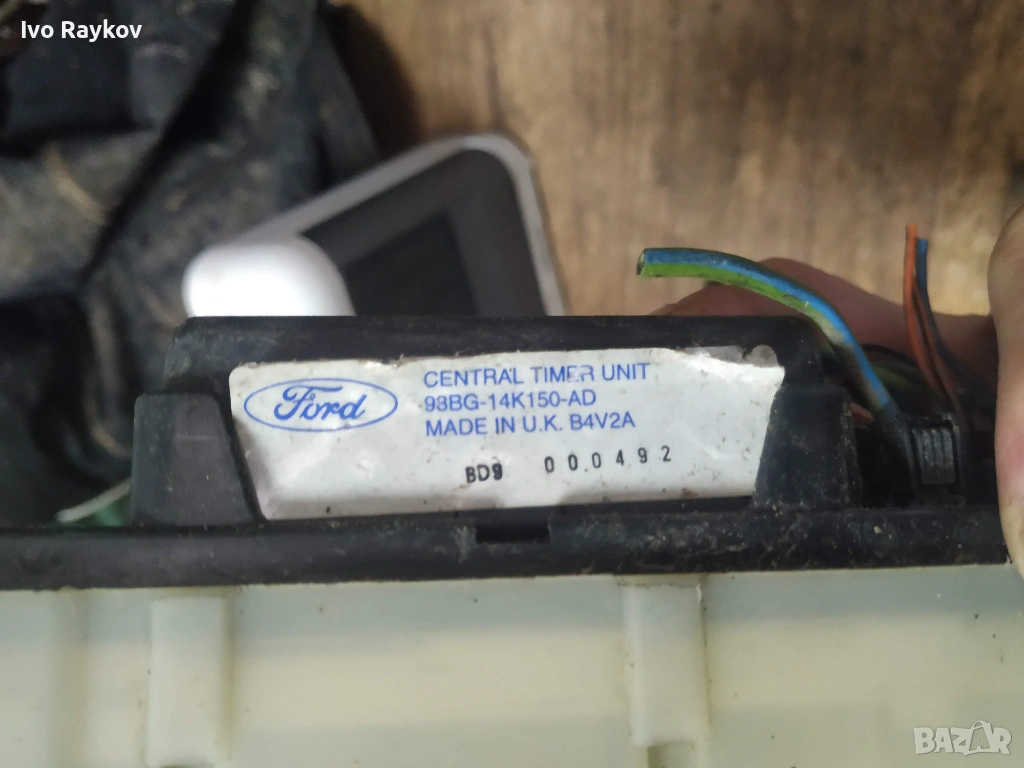 Ivo Raykov
Ford
CENTRAL TIMER UNIT
93BG-14K150-AD
MADE IN U.K. B4V2A
BD9 000492
BAZAR